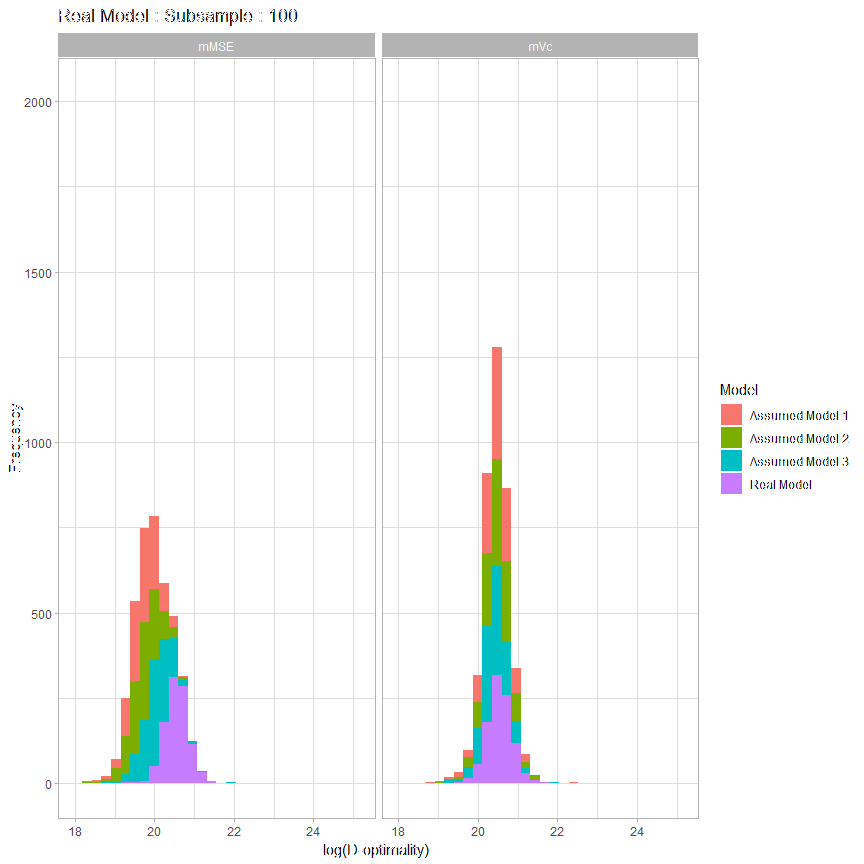 Real Model :: Subsample :: 100
mMSE mVc
2000
1500
1000
500
0
Frequency
18 20 22 24 18 20 22 24
log(D-optimality)
Model
Assumed Model 1
Assumed Model 2
Assumed Model 3
Real Model